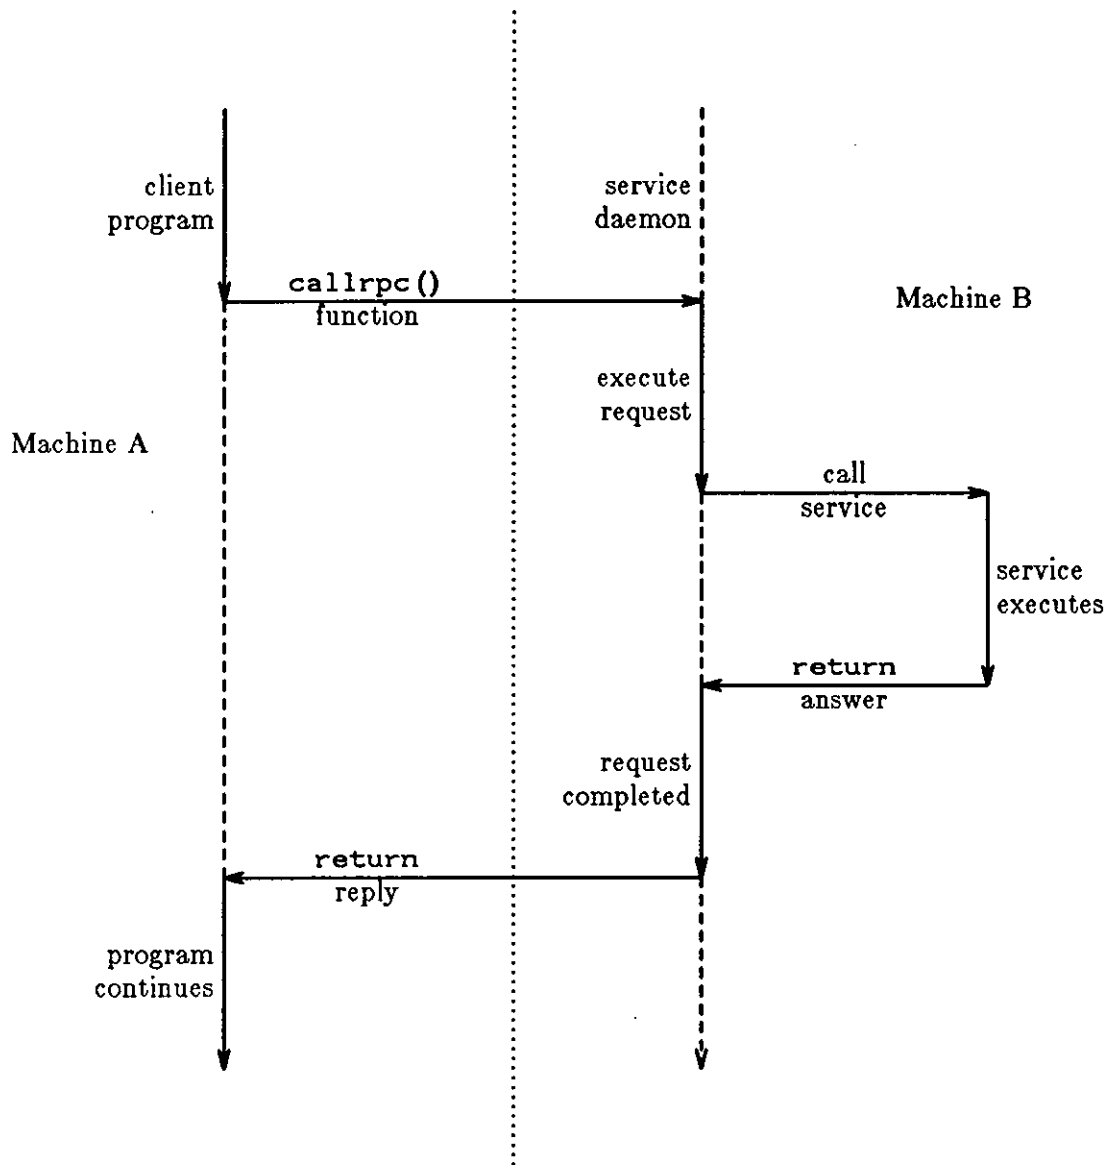 client
program
service
daemon
callrpc()
function
Machine B
execute
request
Machine A
call
service
service
executes
return
answer
request
completed
return
reply
program
continues